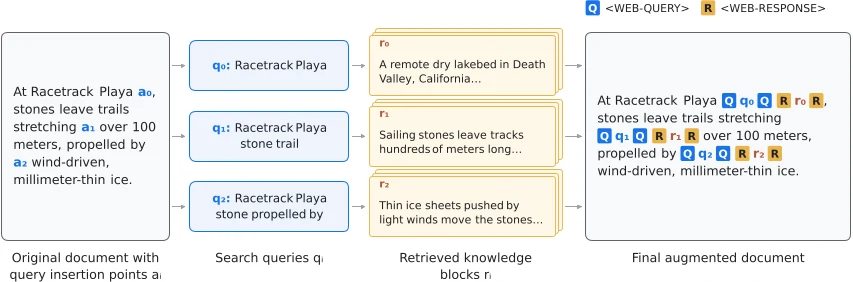 Q <WEB-QUERY> R <WEB-RESPONSE>
At Racetrack Playa a₀,
stones leave trails
stretching a₁ over 100
meters, propelled by
a₂ wind-driven,
millimeter-thin ice.
Original document with
query insertion points aᵢ
q₀: Racetrack Playa
q₁: Racetrack Playa
stone trail
q₂: Racetrack Playa
stone propelled by
Search queries qᵢ
r₀
A remote dry lakebed in Death
Valley, California...
r₁
Sailing stones leave tracks
hundreds of meters long...
r₂
Thin ice sheets pushed by
light winds move the stones...
Retrieved knowledge
blocks rᵢ
At Racetrack Playa Q q₀ Q R r₀ R,
stones leave trails stretching
Q q₁ Q R r₁ R over 100 meters,
propelled by Q q₂ Q R r₂ R
wind-driven, millimeter-thin ice.
Final augmented document